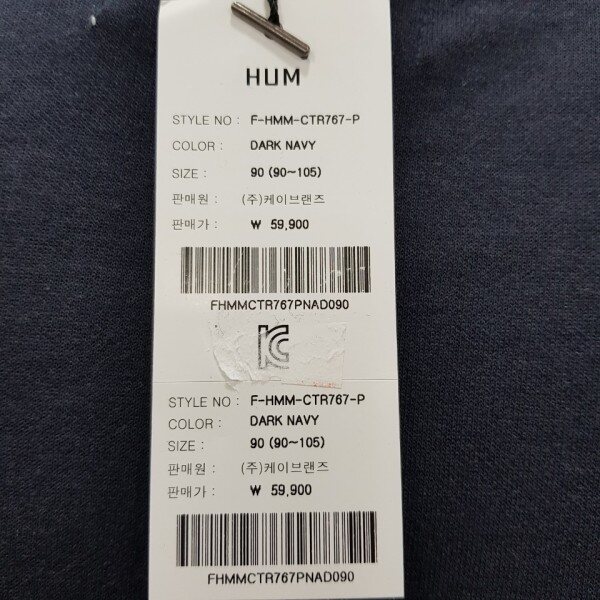 HUM
STYLE NO : F-HMM-CTR767-P
COLOR : DARK NAVY
SIZE : 90 (90~105)
판매원 : (주)케이브랜즈
판매가 : ₩ 59,900
FHMMCTR767PNAD090
KC
STYLE NO : F-HMM-CTR767-P
COLOR : DARK NAVY
SIZE : 90 (90~105)
판매원 : (주)케이브랜즈
판매가 : ₩ 59,900
FHMMCTR767PNAD090